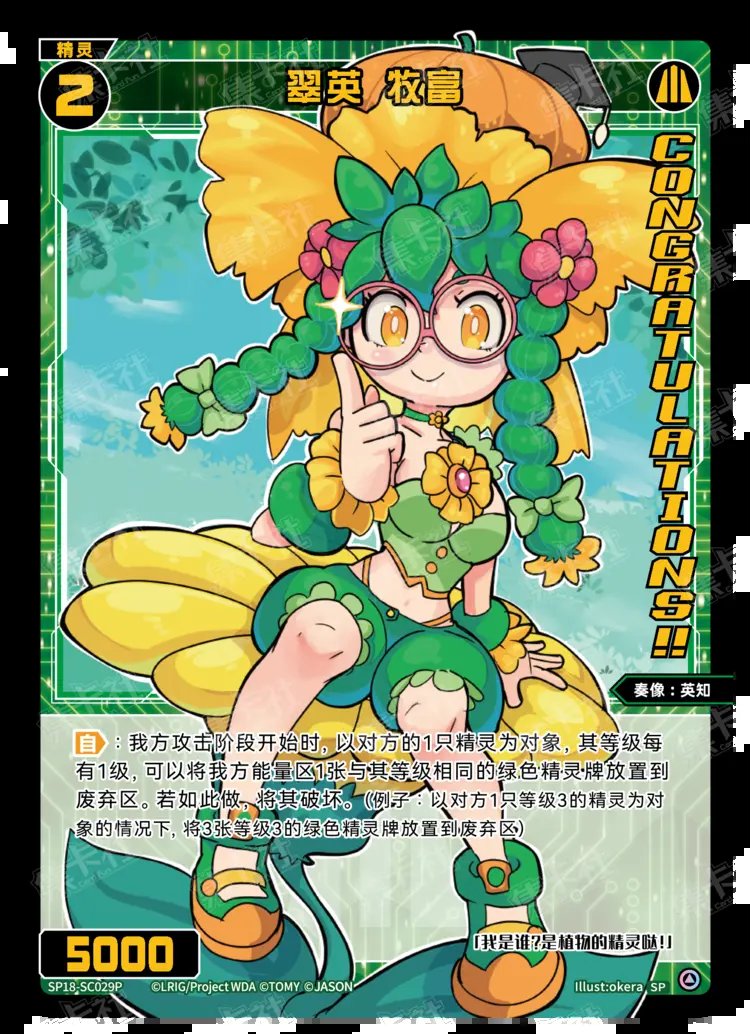 精灵
2
翠英 牧富
CONGRATULATIONS!!
奏像：英知
自：我方攻击阶段开始时，以对方的1只精灵为对象，其等级每
有1级，可以将我方能量区1张与其等级相同的绿色精灵牌放置到
废弃区。若如此做，将其破坏。（例子：以对方1只等级3的精灵为对
象的情况下，将3张等级3的绿色精灵牌放置到废弃区）
「我是谁?是植物的精灵哒!」
5000
SP18-SC029P ©LRIG/Project WDA ©TOMY ©JASON Illust:okera SP
集卡社